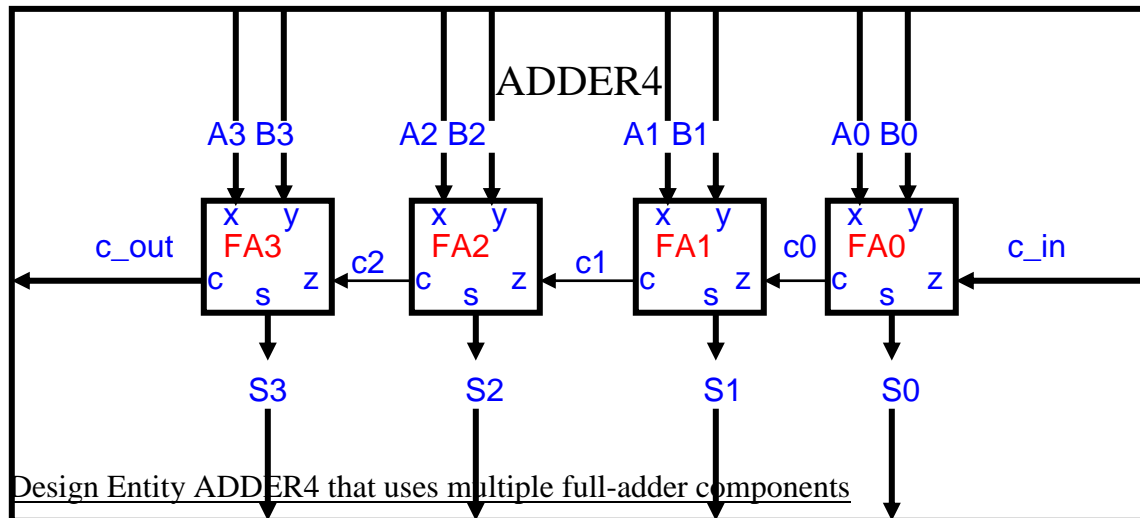 ADDER4
A3 B3 A2 B2 A1 B1 A0 B0
x y x y x y x y
c_out FA3 c2 FA2 c1 FA1 c0 FA0 c_in
c s z c s z c s z c s z
S3 S2 S1 S0
Design Entity ADDER4 that uses multiple full-adder components